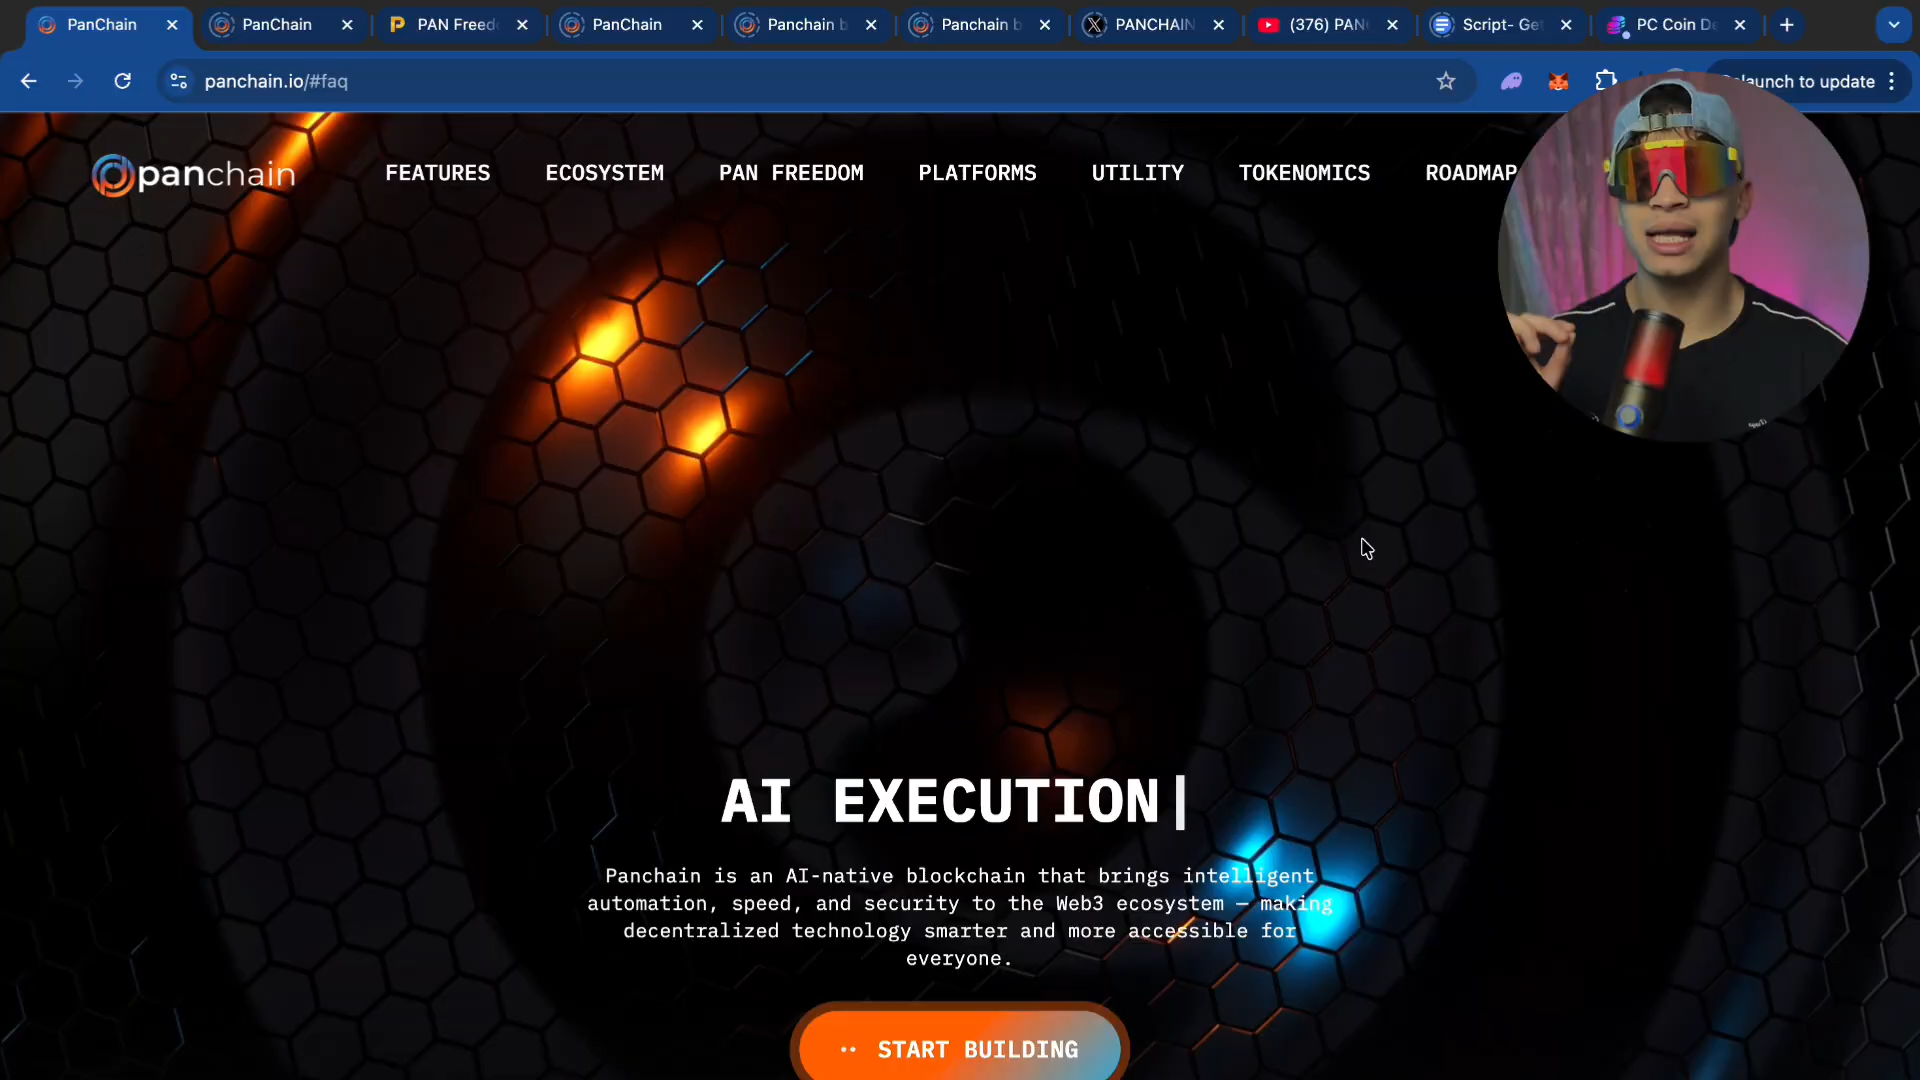 PanChain
PanChain
PAN Freed
PanChain
Panchain b
Panchain b
PANCHAIN
(376) PAN
Script- Ge
PC Coin De
panchain.io/#faq
launch to update
panchain
FEATURES
ECOSYSTEM
PAN FREEDOM
PLATFORMS
UTILITY
TOKENOMICS
ROADMAP
AI EXECUTION|
Panchain is an AI-native blockchain that brings intelligent
automation, speed, and security to the Web3 ecosystem — making
decentralized technology smarter and more accessible for
everyone.
START BUILDING